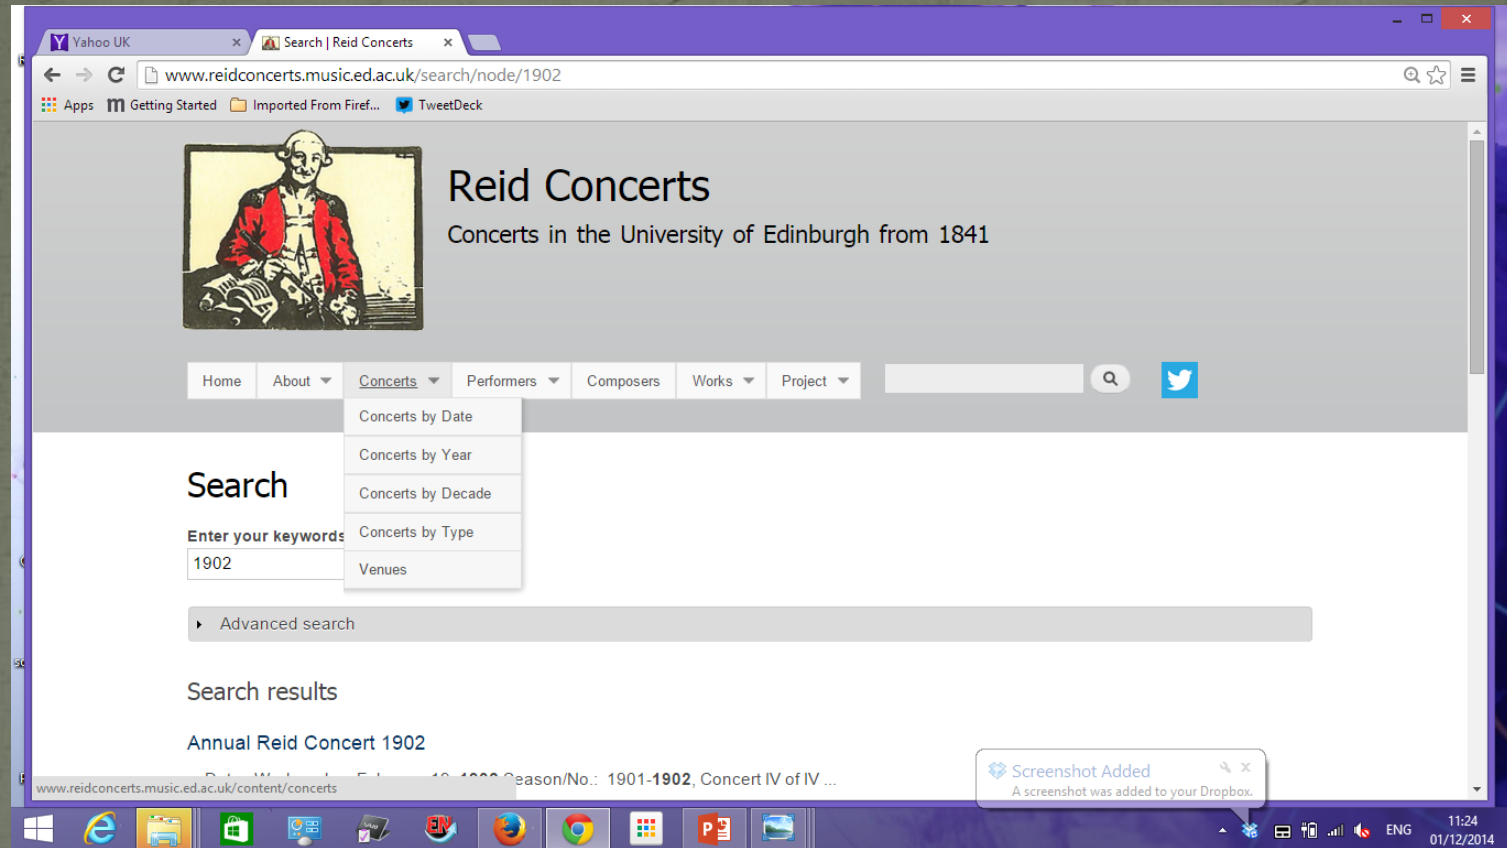 Yahoo UK
Search | Reid Concerts
www.reidconcerts.music.ed.ac.uk/search/node/1902
Apps
Getting Started
Imported From Firef...
TweetDeck
Reid Concerts
Concerts in the University of Edinburgh from 1841
Home About Concerts Performers Composers Works Project
Concerts by Date
Concerts by Year
Concerts by Decade
Concerts by Type
Venues
Search
Enter your keywords
1902
Advanced search
Search results
Annual Reid Concert 1902
Season/No.: 1901-1902, Concert IV of IV ...
www.reidconcerts.music.ed.ac.uk/content/concerts
Screenshot Added
A screenshot was added to your Dropbox.
ENG
11:24
01/12/2014